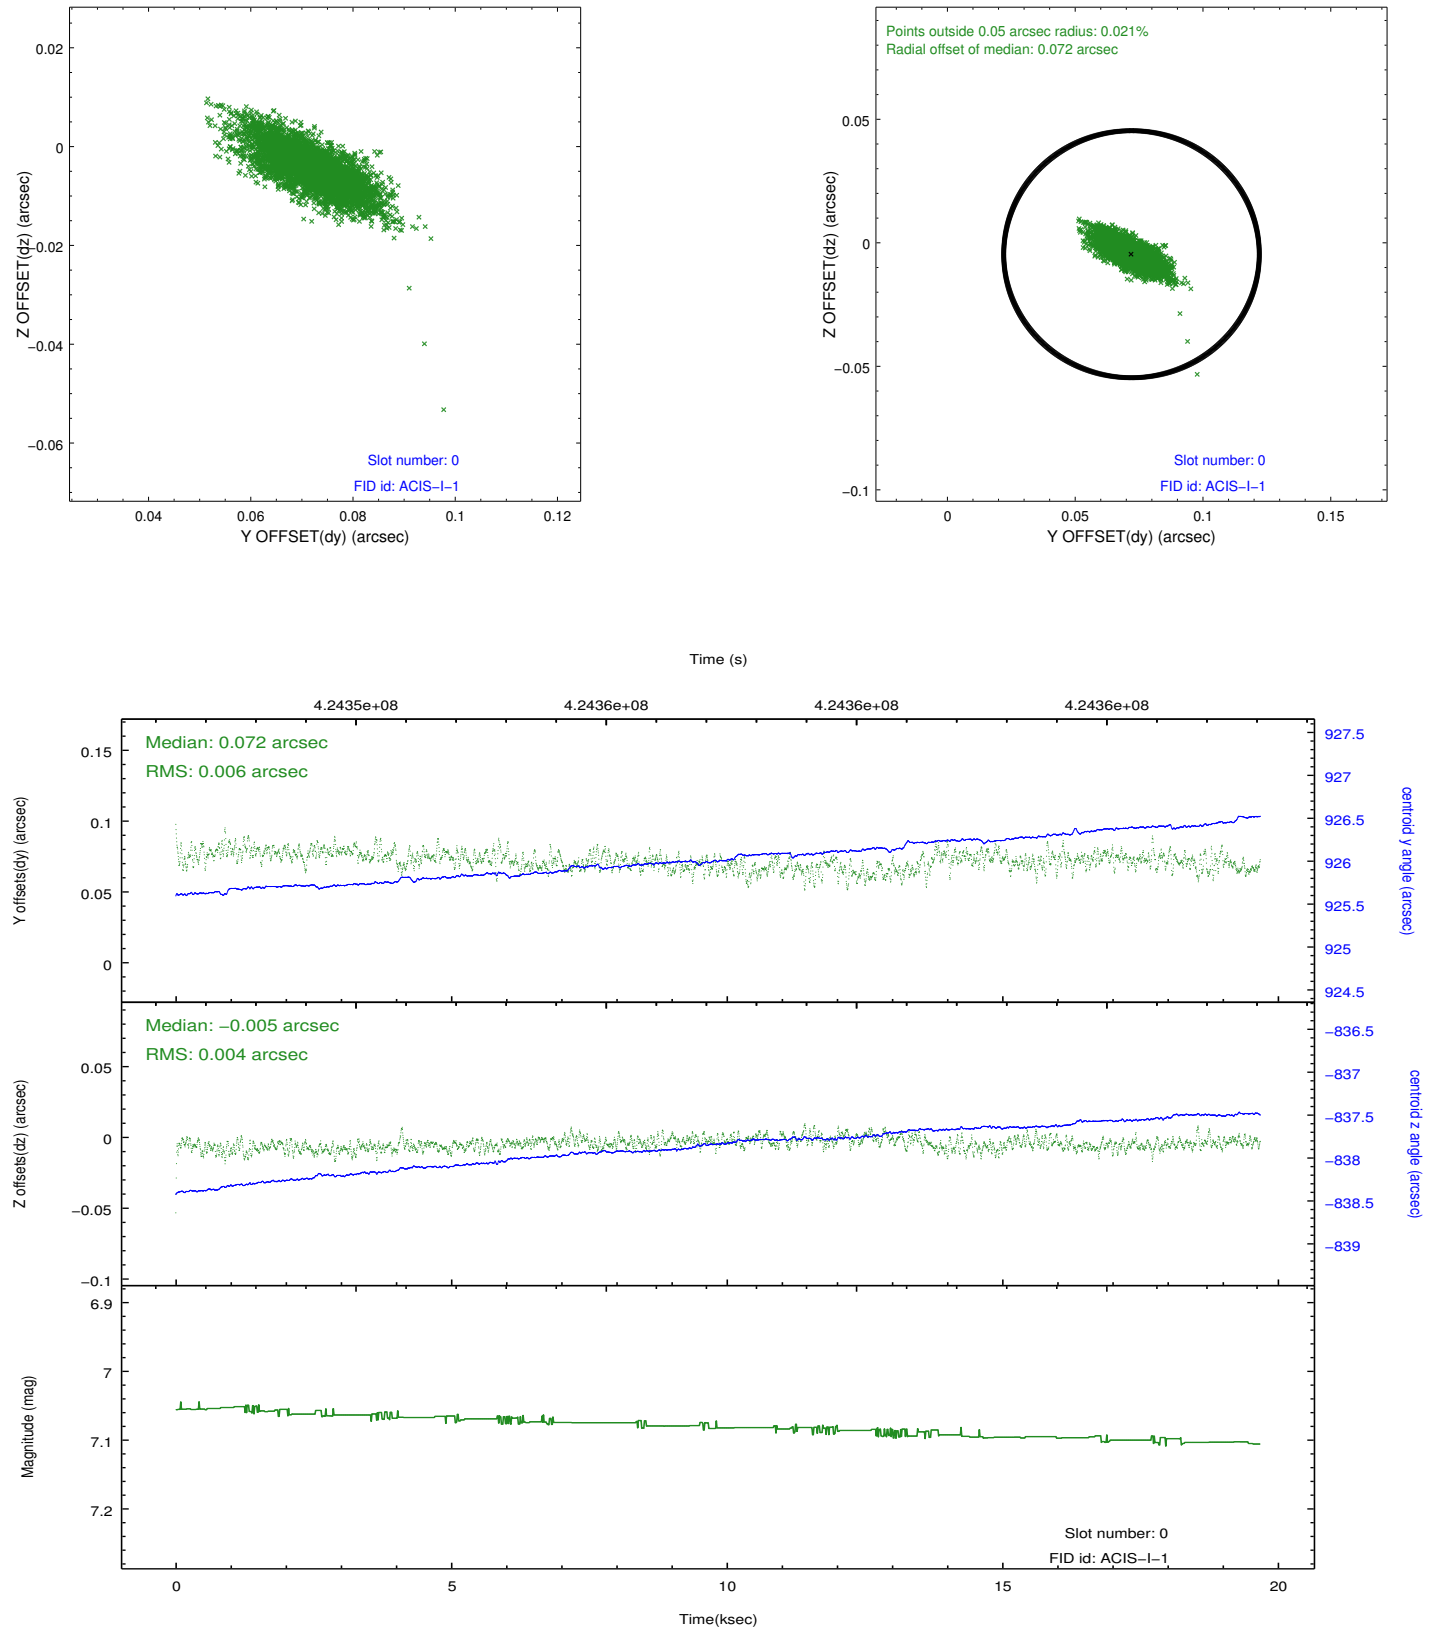 0.02
0
−0.02
−0.04
−0.06
Z OFFSET(dz) (arcsec)
Slot number: 0
FID id: ACIS−I−1
0.04
0.06
0.08
0.1
0.12
Y OFFSET(dy) (arcsec)
Points outside 0.05 arcsec radius: 0.021%
Radial offset of median: 0.072 arcsec
0.05
0
−0.05
−0.1
Z OFFSET(dz) (arcsec)
Slot number: 0
FID id: ACIS−I−1
0
0.05
0.1
0.15
Y OFFSET(dy) (arcsec)
Time (s)
4.2435e+08
4.2436e+08
4.2436e+08
4.2436e+08
Median: 0.072 arcsec
RMS: 0.006 arcsec
0.15
0.1
0.05
0
Y offsets(dy) (arcsec)
927.5
927
926.5
926
925.5
925
924.5
centroid y angle (arcsec)
Median: −0.005 arcsec
RMS: 0.004 arcsec
0.05
0
−0.05
−0.1
Z offsets(dz) (arcsec)
−836.5
−837
−837.5
−838
−838.5
−839
centroid z angle (arcsec)
6.9
7
7.1
7.2
Magnitude (mag)
Slot number: 0
FID id: ACIS−I−1
0
5
10
15
20
Time(ksec)